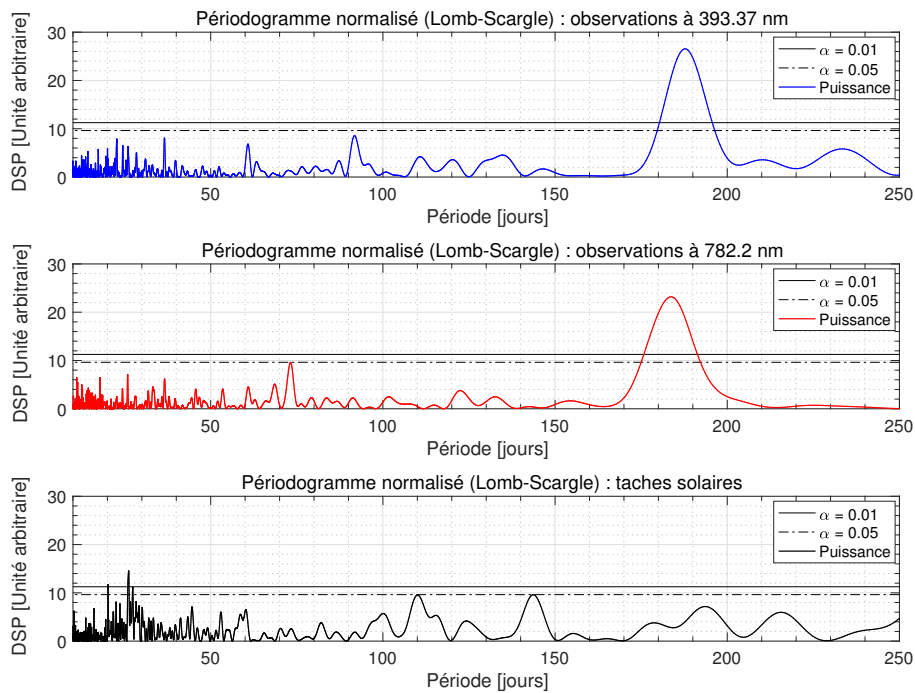 Périodogramme normalisé (Lomb-Scargle) : observations à 393.37 nm
DSP [Unité arbitraire]
30
20
10
0
α = 0.01
α = 0.05
Puissance
50
100
150
200
250
Période [jours]
Périodogramme normalisé (Lomb-Scargle) : observations à 782.2 nm
DSP [Unité arbitraire]
30
20
10
0
α = 0.01
α = 0.05
Puissance
50
100
150
200
250
Période [jours]
Périodogramme normalisé (Lomb-Scargle) : taches solaires
DSP [Unité arbitraire]
30
20
10
0
α = 0.01
α = 0.05
Puissance
50
100
150
200
250
Période [jours]